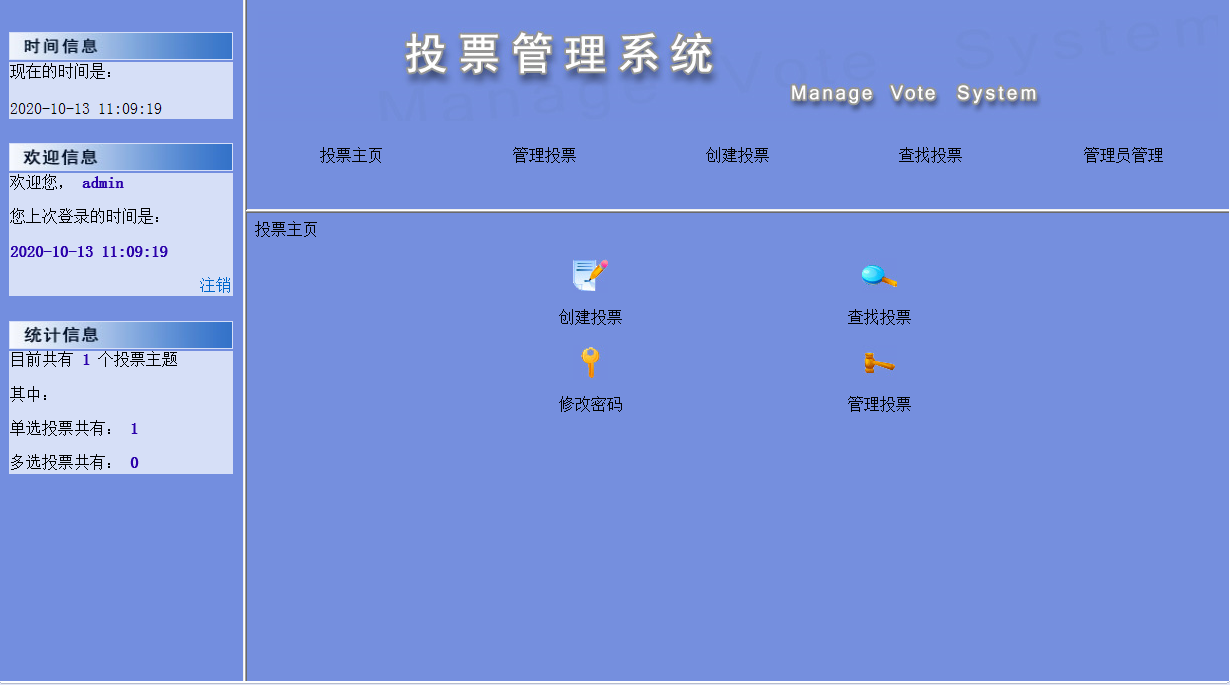 时间信息
现在的时间是：
2020-10-13 11:09:19
欢迎信息
欢迎您， admin
您上次登录的时间是：
2020-10-13 11:09:19
注销
统计信息
目前共有 1 个投票主题
其中：
单选投票共有： 1
多选投票共有： 0
投票管理系统
Manage Vote System
Manage Vote System
投票主页 管理投票 创建投票 查找投票 管理员管理
投票主页
创建投票 查找投票
修改密码 管理投票